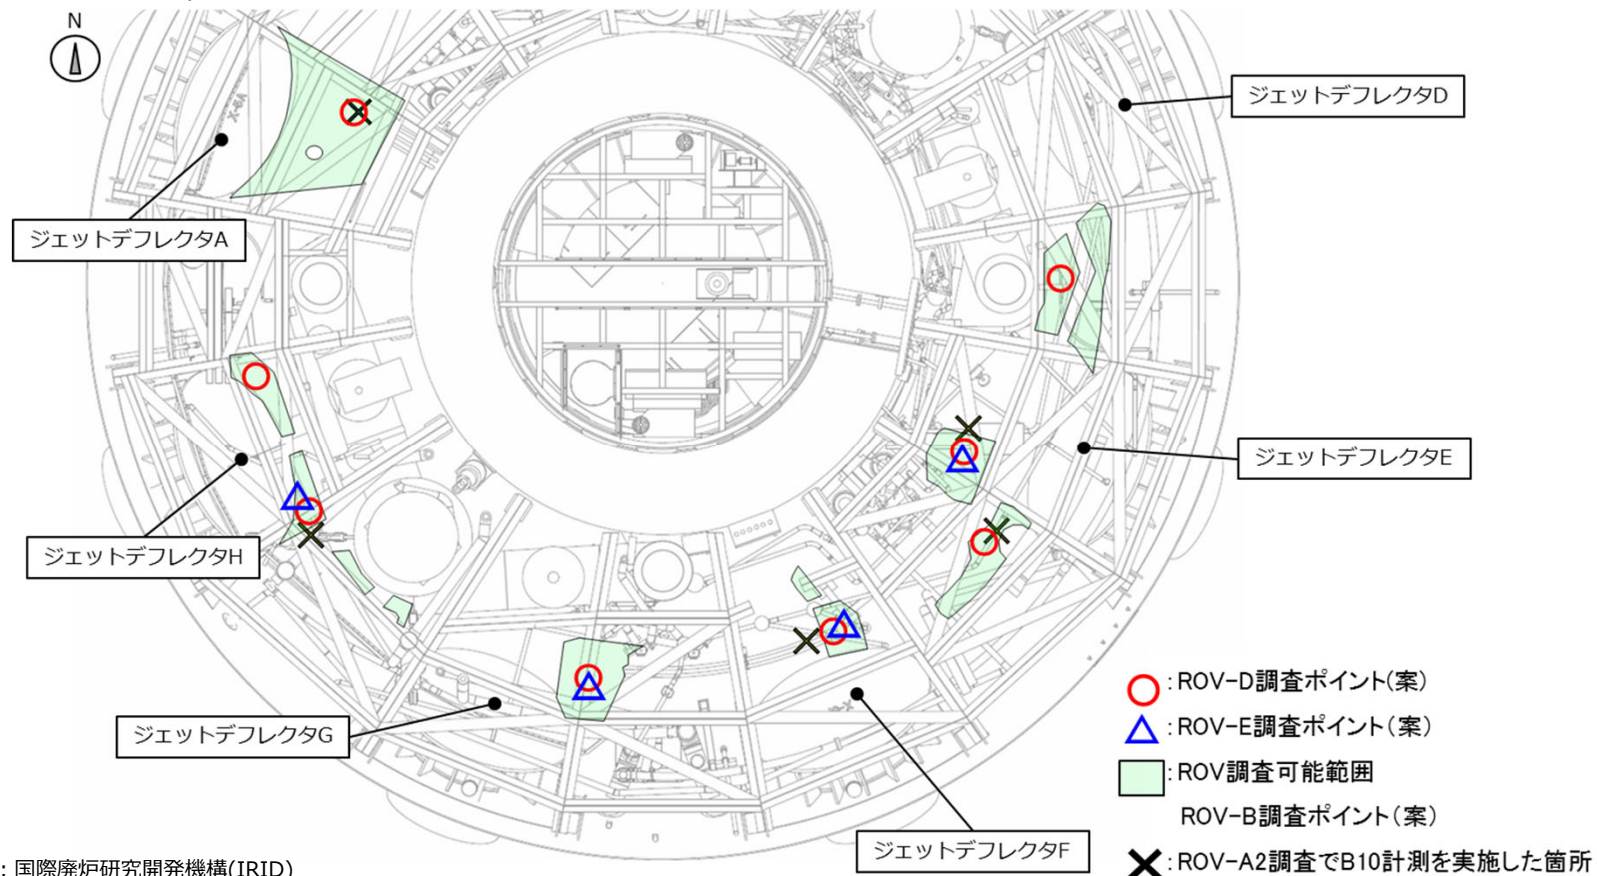 N
ジェットデフレクタD
X-5A
ジェットデフレクタA
ジェットデフレクタE
ジェットデフレクタH
ジェットデフレクタG
ジェットデフレクタF
:ROV-D調査ポイント(案)
:ROV-E調査ポイント(案)
:ROV調査可能範囲
ROV-B調査ポイント(案)
:ROV-A2調査でB10計測を実施した箇所
: 国際廃炉研究開発機構(IRID)